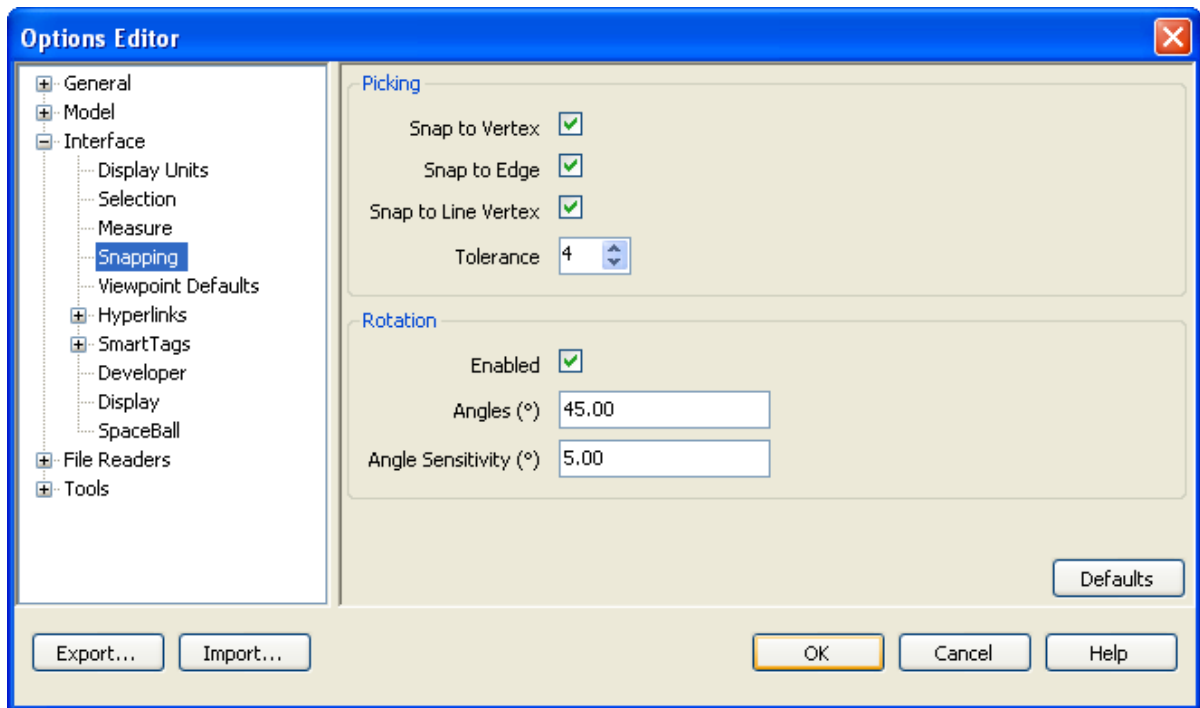 Options Editor
General
Model
Interface
Display Units
Selection
Measure
Snapping
Viewpoint Defaults
Hyperlinks
SmartTags
Developer
Display
SpaceBall
File Readers
Tools
Picking
Snap to Vertex
Snap to Edge
Snap to Line Vertex
Tolerance 4
Rotation
Enabled
Angles (°) 45.00
Angle Sensitivity (°) 5.00
Defaults
Export... Import... OK Cancel Help